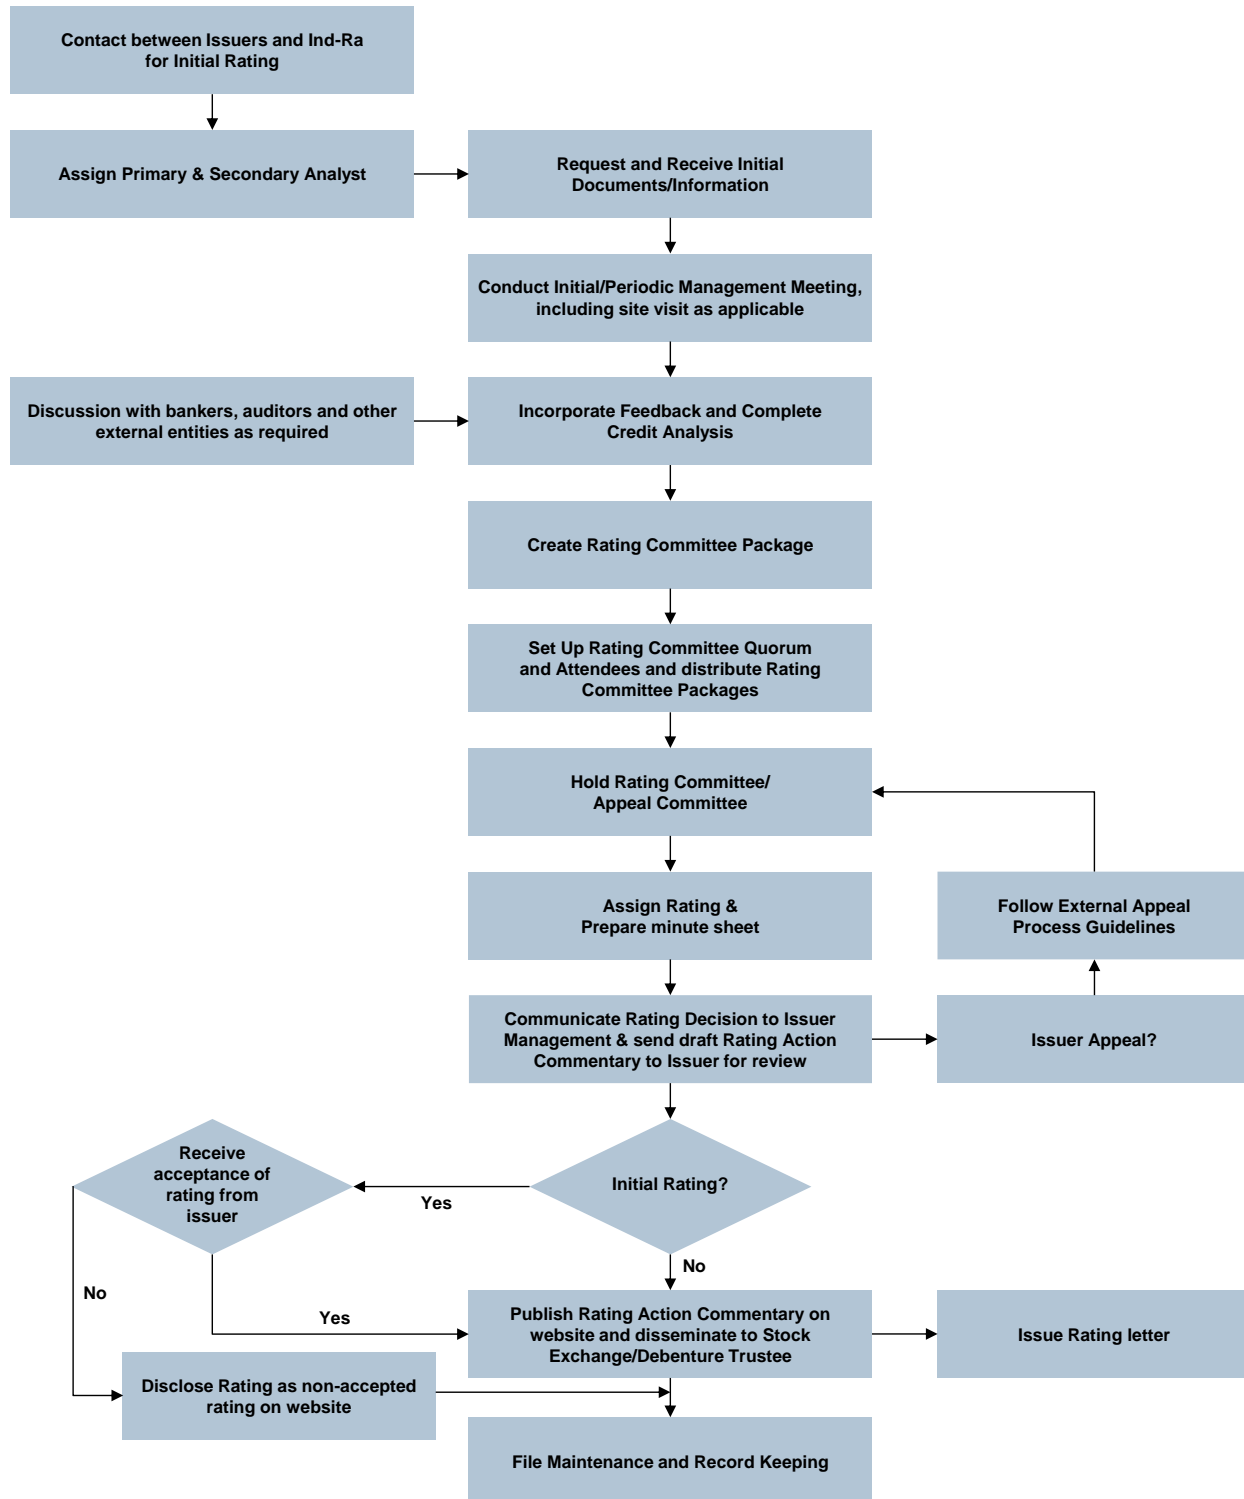 Contact between Issuers and Ind-Ra
for Initial Rating
Assign Primary & Secondary Analyst
Request and Receive Initial
Documents/Information
Conduct Initial/Periodic Management Meeting,
including site visit as applicable
Discussion with bankers, auditors and other
external entities as required
Incorporate Feedback and Complete
Credit Analysis
Create Rating Committee Package
Set Up Rating Committee Quorum
and Attendees and distribute Rating
Committee Packages
Hold Rating Committee/
Appeal Committee
Assign Rating &
Prepare minute sheet
Follow External Appeal
Process Guidelines
Communicate Rating Decision to Issuer
Management & send draft Rating Action
Commentary to Issuer for review
Issuer Appeal?
Receive
acceptance of
rating from
issuer
Initial Rating?
Yes
No
No
Yes
Publish Rating Action Commentary on
website and disseminate to Stock
Exchange/Debenture Trustee
Issue Rating letter
Disclose Rating as non-accepted
rating on website
File Maintenance and Record Keeping